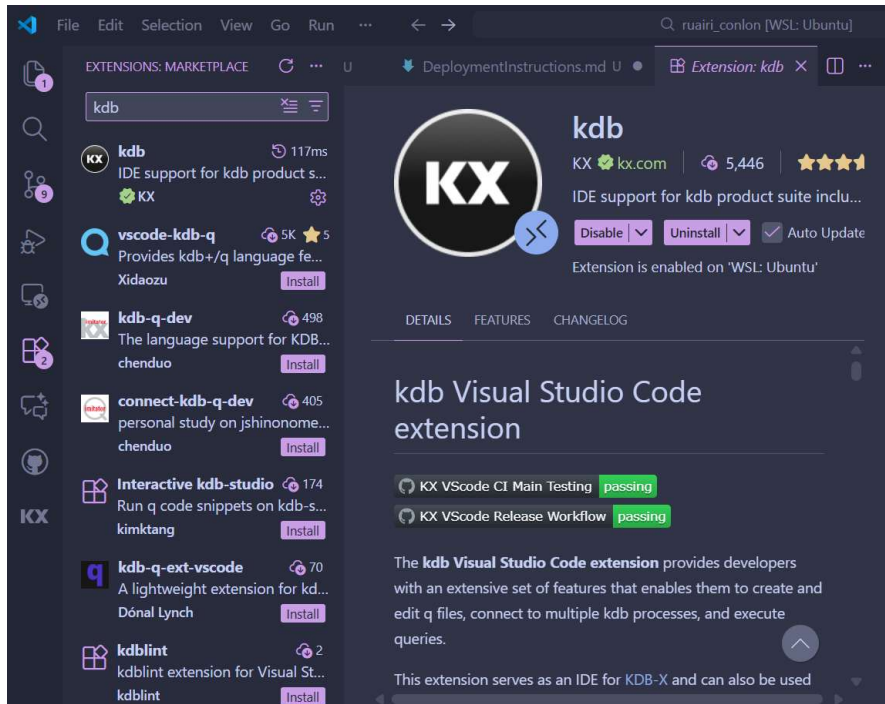 File Edit Selection View Go Run ··· ruairi_conlon [WSL: Ubuntu]
EXTENSIONS: MARKETPLACE ··· U DeploymentInstructions.md U Extension: kdb ···
kdb
1
9
2
KX
KX
kdb 117ms
IDE support for kdb product s...
KX
vscode-kdb-q 5K 5
Provides kdb+/q language fe...
Xidaozu Install
kdb-q-dev 498
The language support for KDB...
chenduo Install
connect-kdb-q-dev 405
personal study on jshinonome...
chenduo Install
Interactive kdb-studio 174
Run q code snippets on kdb-s...
kimktang Install
q
kdb-q-ext-vscode 70
A lightweight extension for kd...
Dónal Lynch Install
kdblint 2
kdblint extension for Visual St...
kdblint Install
KX
kdb
KX kx.com 5,446
IDE support for kdb product suite inclu...
Disable Uninstall Auto Update
Extension is enabled on 'WSL: Ubuntu'
DETAILS FEATURES CHANGELOG
kdb Visual Studio Code
extension
KX VScode CI Main Testing passing
KX VScode Release Workflow passing
The kdb Visual Studio Code extension provides developers
with an extensive set of features that enables them to create and
edit q files, connect to multiple kdb processes, and execute
queries.
This extension serves as an IDE for KDB-X and can also be used